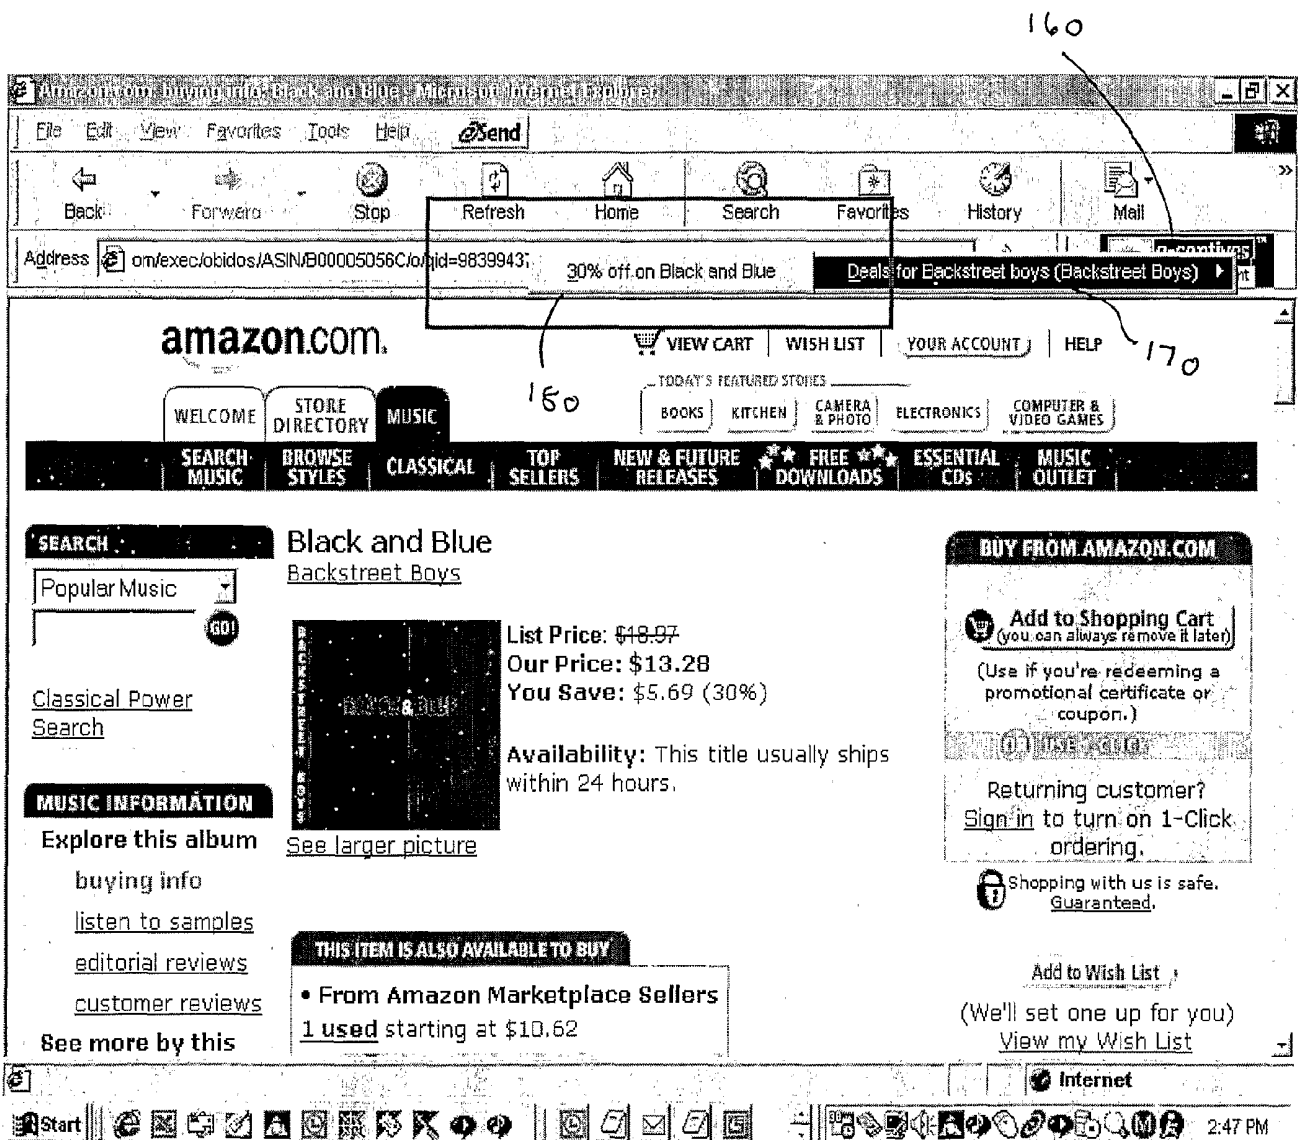 160
Amazon.com: buying info: Black and Blue - Microsoft Internet Explorer
File Edit View Favorites Tools Help Send
Back Forward Stop Refresh Home Search Favorites History Mail
Address om/exec/obidos/ASIN/B00005056C/o/qid=9839943
30% off on Black and Blue Deals for Backstreet boys (Backstreet Boys)
e-centives™
amazon.com.
VIEW CART | WISH LIST | YOUR ACCOUNT | HELP
170
180
TODAY'S FEATURED STORES
WELCOME STORE DIRECTORY MUSIC
BOOKS KITCHEN CAMERA & PHOTO ELECTRONICS COMPUTER & VIDEO GAMES
SEARCH MUSIC BROWSE STYLES CLASSICAL TOP SELLERS NEW & FUTURE RELEASES FREE DOWNLOADS ESSENTIAL CDs MUSIC OUTLET
SEARCH
Popular Music
GO!
Classical Power
Search
MUSIC INFORMATION
Explore this album
buying info
listen to samples
editorial reviews
customer reviews
See more by this
Black and Blue
Backstreet Boys
BACKSTREET BOYS
BLACK & BLUE
See larger picture
List Price: $18.97
Our Price: $13.28
You Save: $5.69 (30%)
Availability: This title usually ships
within 24 hours.
THIS ITEM IS ALSO AVAILABLE TO BUY
• From Amazon Marketplace Sellers
1 used starting at $10.62
BUY FROM AMAZON.COM
Add to Shopping Cart
(you can always remove it later)
(Use if you're redeeming a
promotional certificate or
coupon.)
Returning customer?
Sign in to turn on 1-Click
ordering.
Shopping with us is safe.
Guaranteed.
Add to Wish List
(We'll set one up for you)
View my Wish List
Internet
Start
2:47 PM